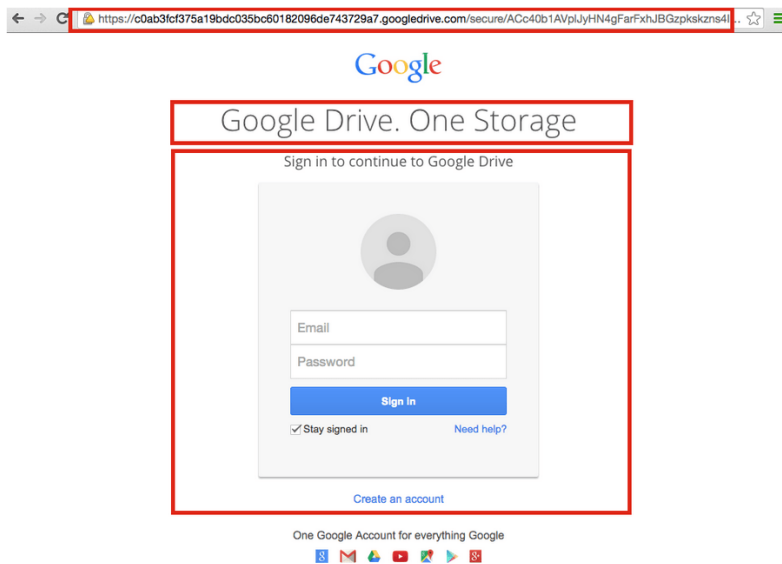 https://c0ab3fcf375a19bdc035bc60182096de743729a7.googledrive.com/secure/ACc40b1AVplJyHN4gFarFxhJBGzpkskzns4l...
Google
Google Drive. One Storage
Sign in to continue to Google Drive
Email
Password
Sign in
Stay signed in Need help?
Create an account
One Google Account for everything Google